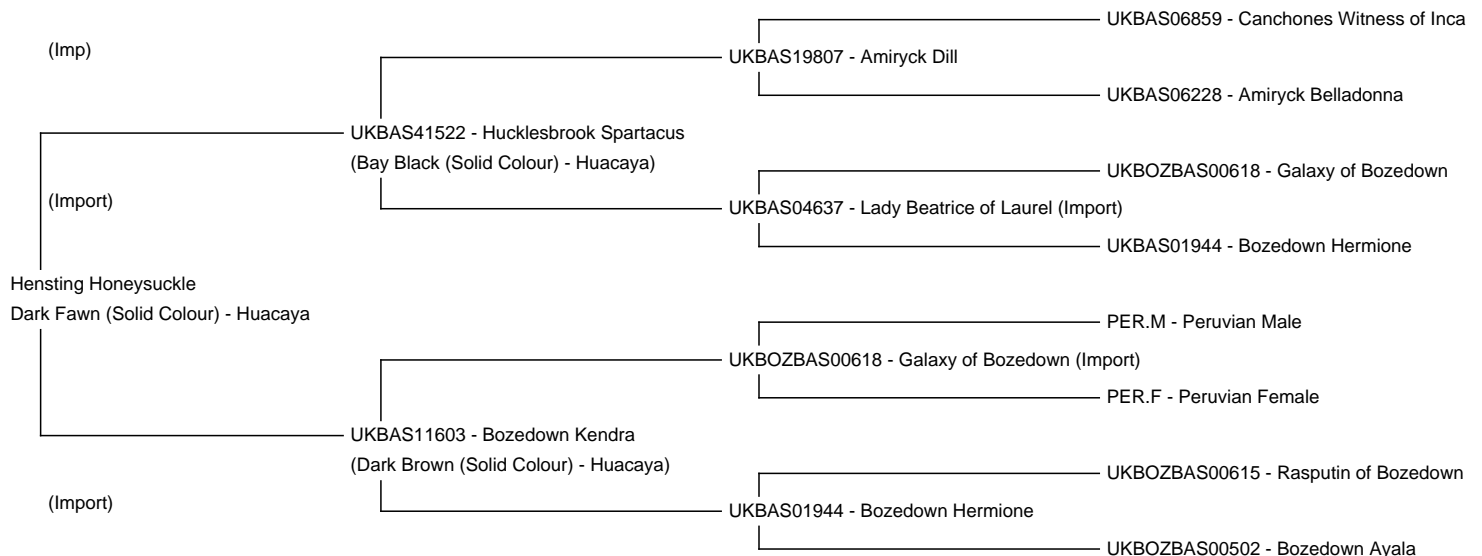 UKBAS06859 - Canchones Witness of Inca
(Imp)
UKBAS19807 - Amiryck Dill
UKBAS06228 - Amiryck Belladonna
UKBAS41522 - Hucklesbrook Spartacus
(Bay Black (Solid Colour) - Huacaya)
UKBOZBAS00618 - Galaxy of Bozedown
(Import)
UKBAS04637 - Lady Beatrice of Laurel (Import)
UKBAS01944 - Bozedown Hermione
Hensting Honeysuckle
Dark Fawn (Solid Colour) - Huacaya
PER.M - Peruvian Male
UKBOZBAS00618 - Galaxy of Bozedown (Import)
PER.F - Peruvian Female
UKBAS11603 - Bozedown Kendra
(Dark Brown (Solid Colour) - Huacaya)
UKBOZBAS00615 - Rasputin of Bozedown
(Import)
UKBAS01944 - Bozedown Hermione
UKBOZBAS00502 - Bozedown Ayala